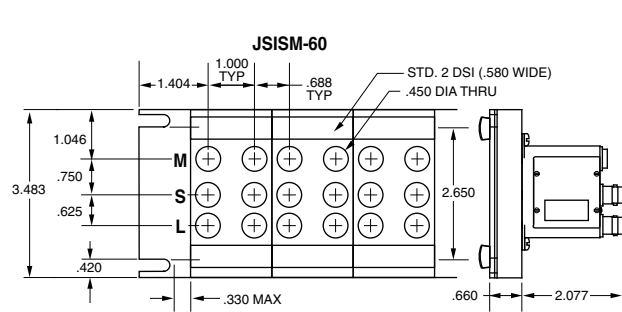 JSISM-60
1.000
TYP
1.404
.688
TYP
STD. 2 DSI (.580 WIDE)
.450 DIA THRU
1.046
M
.750
3.483
S
2.650
.625
L
.420
.330 MAX
.660
2.077